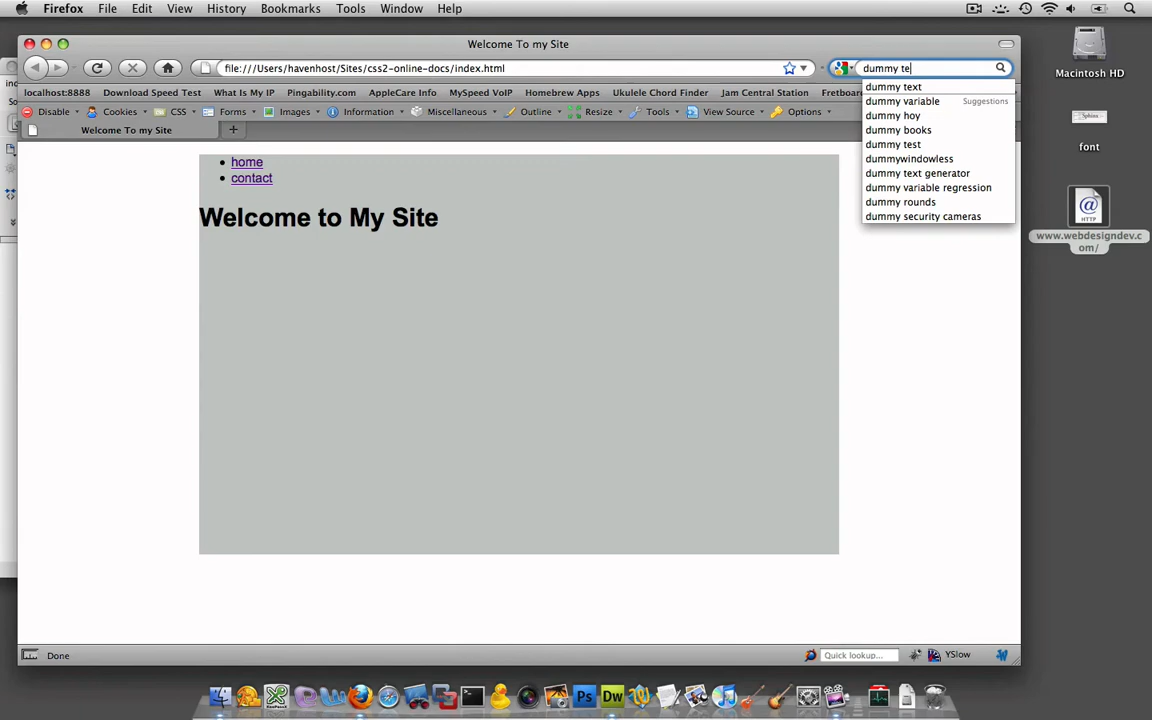 Firefox File Edit View History Bookmarks Tools Window Help
Welcome To my Site
file:///Users/havenhost/Sites/css2-online-docs/index.html
dummy te
localhost:8888 Download Speed Test What Is My IP Pingability.com AppleCare Info MySpeed VoIP Homebrew Apps Ukulele Chord Finder Jam Central Station Fretboar
Disable Cookies CSS Forms Images Information Miscellaneous Outline Resize Tools View Source Options
Welcome To my Site
dummy text
dummy variable Suggestions
dummy hoy
dummy books
dummy test
dummywindowless
dummy text generator
dummy variable regression
dummy rounds
dummy security cameras
home
contact
Welcome to My Site
Done
Quick lookup...
YSlow
Macintosh HD
font
HTTP
www.webdesigndev.c
om/
Ps
Dw